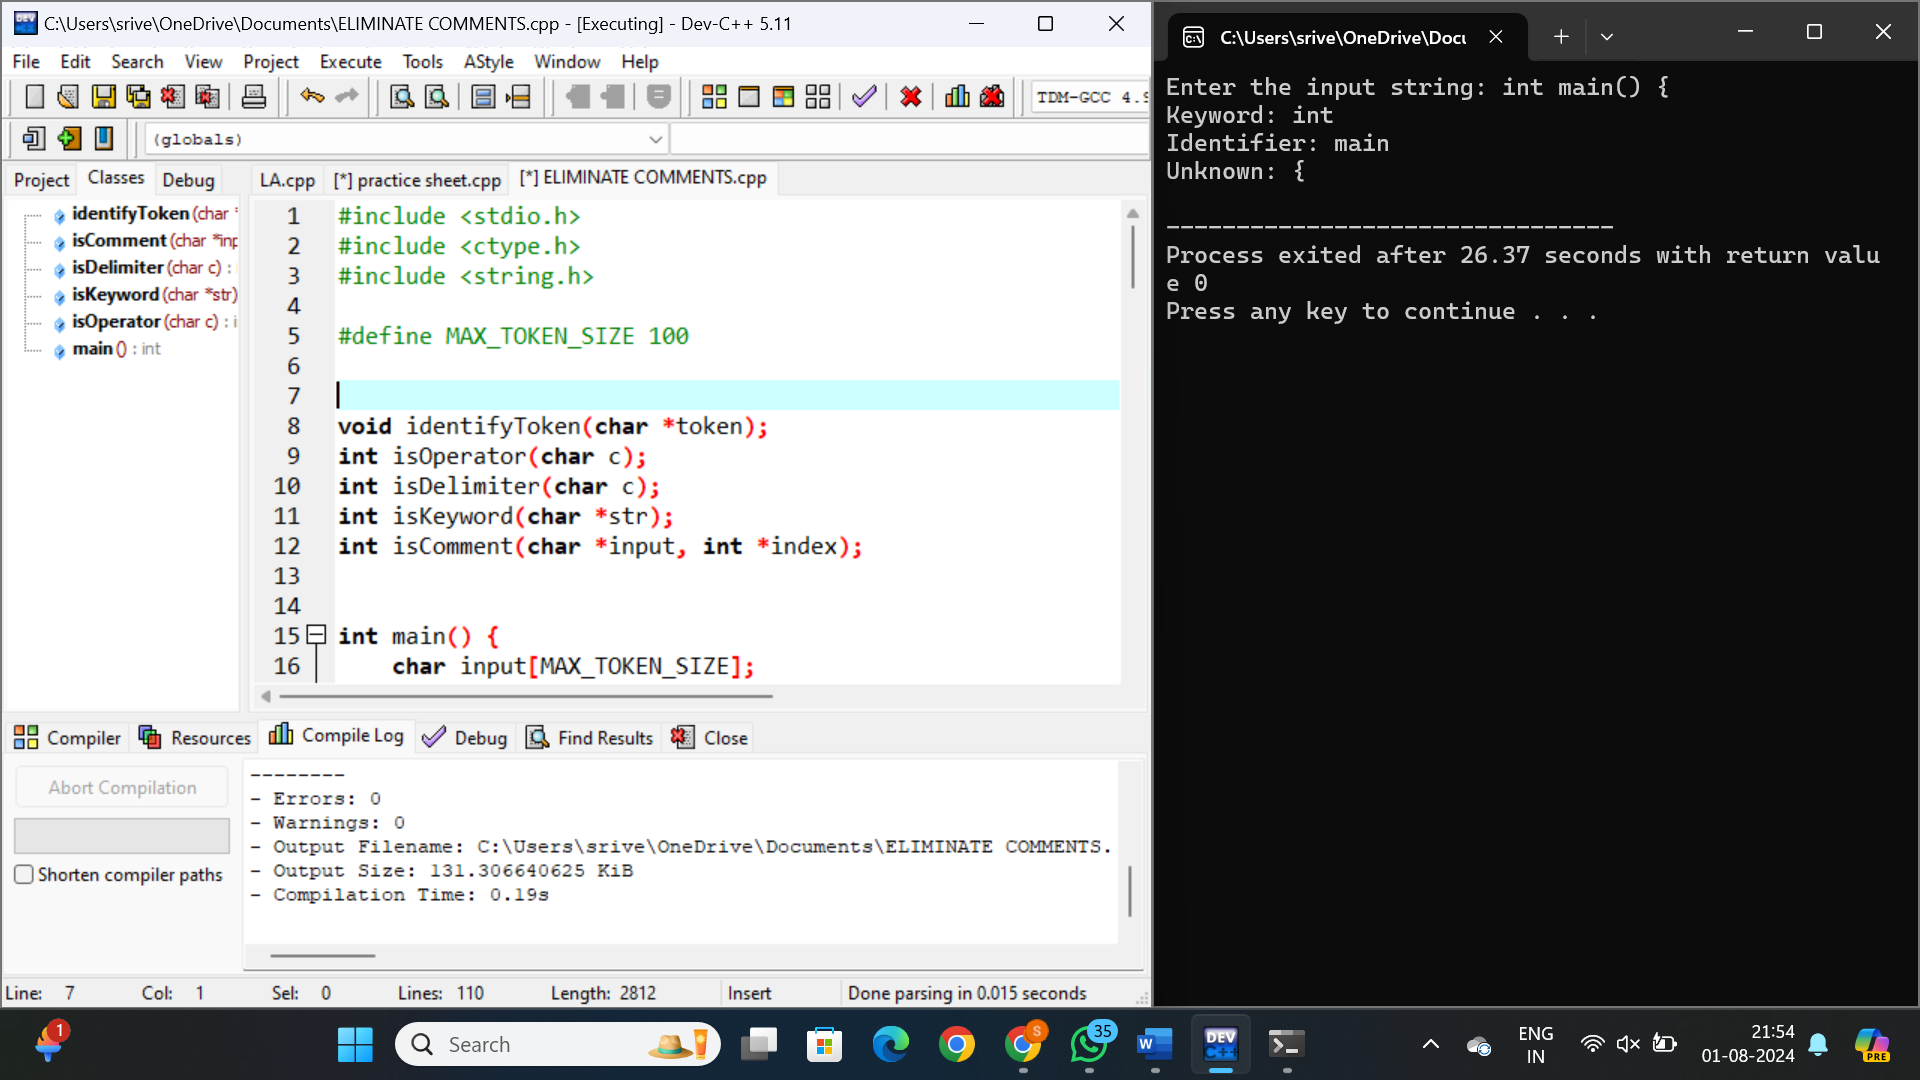 C:\Users\srive\OneDrive\Documents\ELIMINATE COMMENTS.cpp - [Executing] - Dev-C++ 5.11
File Edit Search View Project Execute Tools AStyle Window Help
TDM-GCC 4.9
(globals)
Project Classes Debug
LA.cpp [*] practice sheet.cpp [*] ELIMINATE COMMENTS.cpp
identifyToken (char *
isComment (char *inp
isDelimiter (char c) : i
isKeyword (char *str)
isOperator (char c) : i
main () : int
1 #include <stdio.h>
2 #include <ctype.h>
3 #include <string.h>
4
5 #define MAX_TOKEN_SIZE 100
6
7
8 void identifyToken(char *token);
9 int isOperator(char c);
10 int isDelimiter(char c);
11 int isKeyword(char *str);
12 int isComment(char *input, int *index);
13
14
15 int main() {
16 char input[MAX_TOKEN_SIZE];
Compiler Resources Compile Log Debug Find Results Close
Abort Compilation
Shorten compiler paths
--------
- Errors: 0
- Warnings: 0
- Output Filename: C:\Users\srive\OneDrive\Documents\ELIMINATE COMMENTS.
- Output Size: 131.306640625 KiB
- Compilation Time: 0.19s
Line: 7 Col: 1 Sel: 0 Lines: 110 Length: 2812 Insert Done parsing in 0.015 seconds
C:\Users\srive\OneDrive\Docu
Enter the input string: int main() {
Keyword: int
Identifier: main
Unknown: {
--------------------------------
Process exited after 26.37 seconds with return valu
e 0
Press any key to continue . . .
1
Search
S
35
W
DEV
C++
ENG
IN
21:54
01-08-2024
PRE